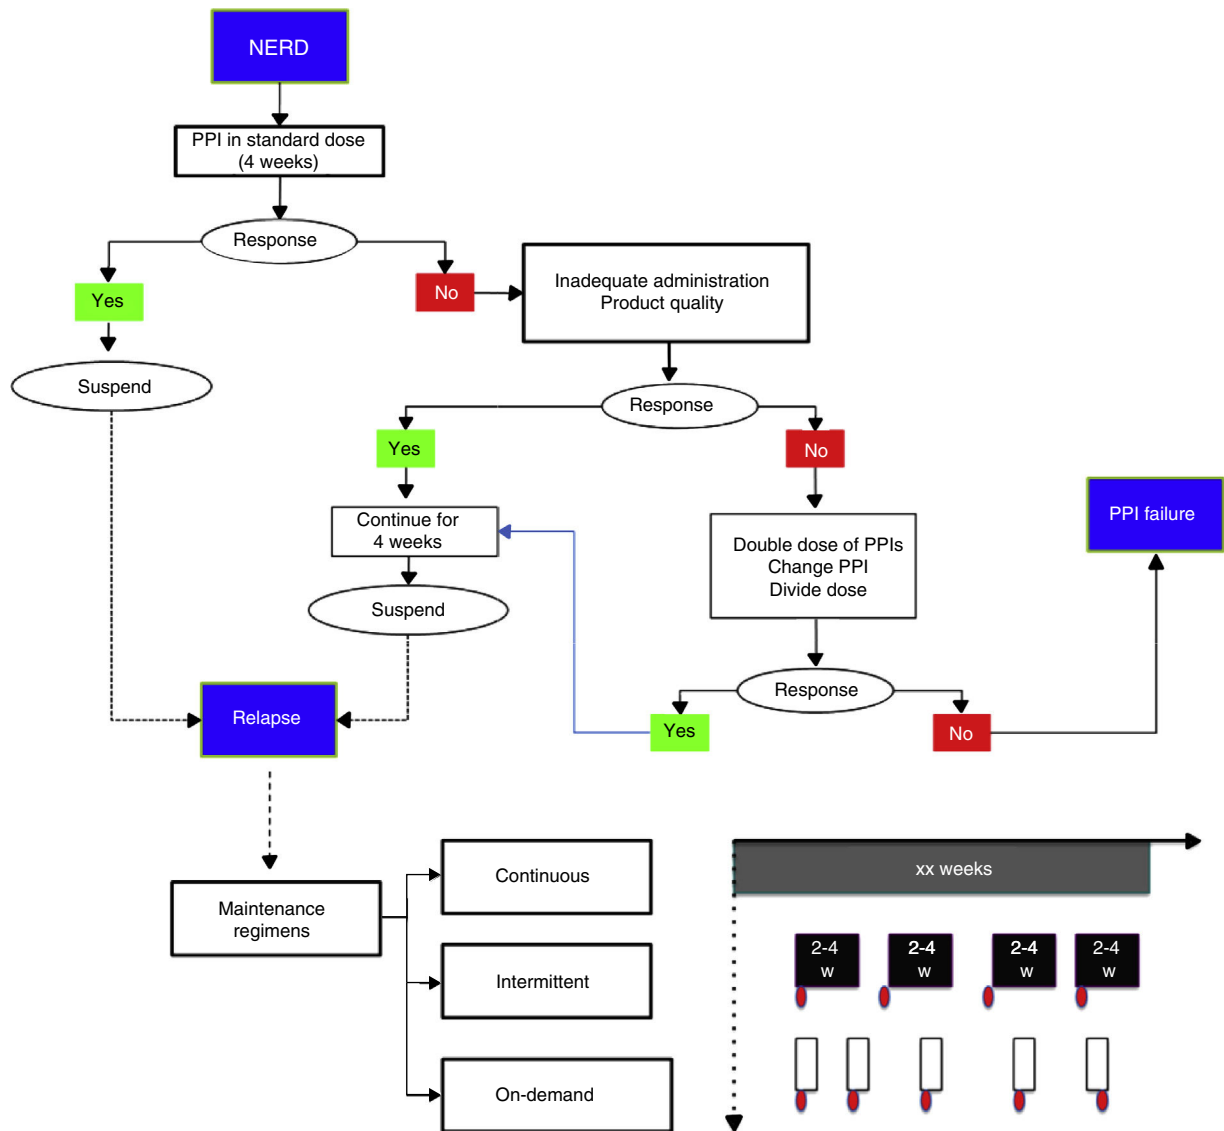 NERD
PPI in standard dose
(4 weeks)
Response
Yes
No
Inadequate administration
Product quality
Suspend
Response
Yes
No
Continue for
4 weeks
PPI failure
Double dose of PPIs
Change PPI
Divide dose
Suspend
Relapse
Response
Yes
No
Continuous
xx weeks
Maintenance
regimens
2-4
w
2-4
w
2-4
w
2-4
w
Intermittent
On-demand